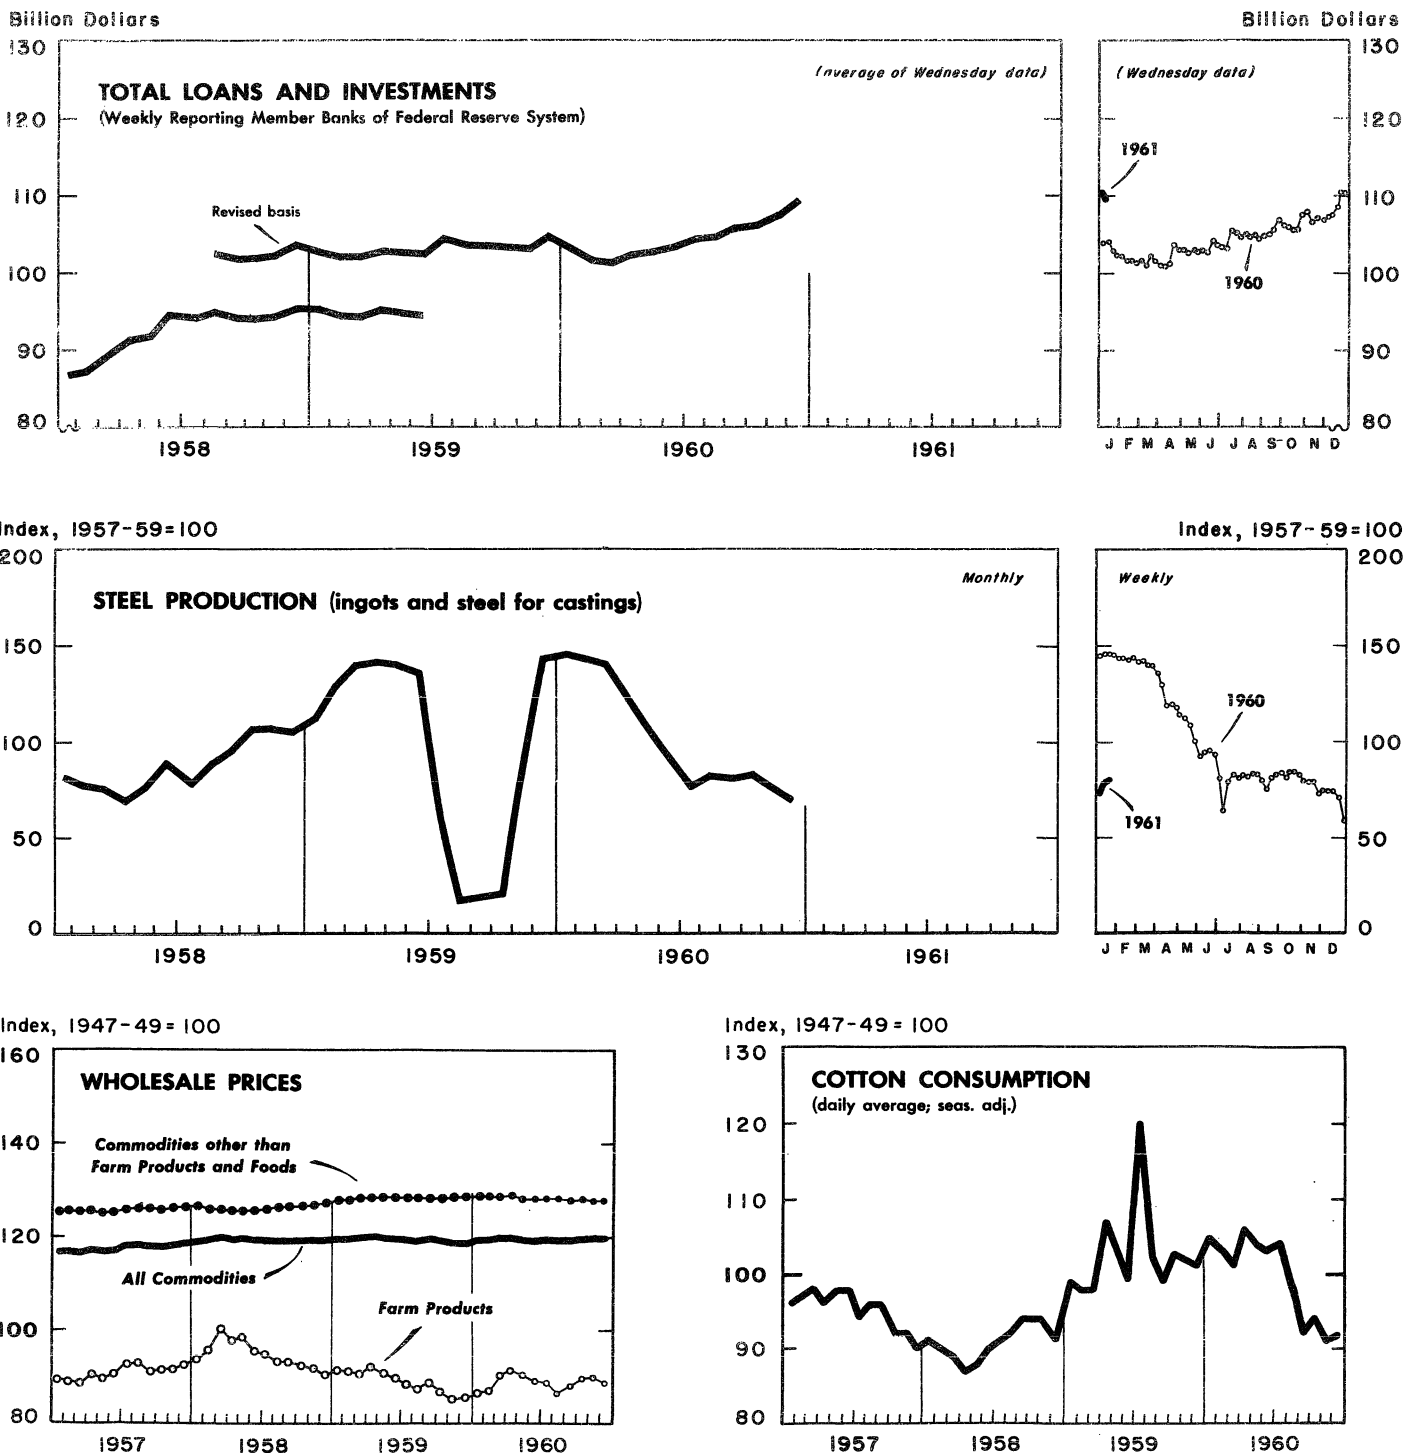 Billion Dollars
Billion Dollars
130
120
110
100
90
80
TOTAL LOANS AND INVESTMENTS
(Weekly Reporting Member Banks of Federal Reserve System)
(average of Wednesday data)
Revised basis
1958
1959
1960
1961
(Wednesday data)
1961
1960
130
120
110
100
90
80
J F M A M J J A S O N D
Index, 1957-59=100
Index, 1957-59=100
200
150
100
50
0
STEEL PRODUCTION (ingots and steel for castings)
Monthly
1958
1959
1960
1961
Weekly
1960
1961
200
150
100
50
0
J F M A M J J A S O N D
Index, 1947-49=100
160
140
120
100
80
WHOLESALE PRICES
Commodities other than
Farm Products and Foods
All Commodities
Farm Products
1957
1958
1959
1960
Index, 1947-49=100
130
120
110
100
90
80
COTTON CONSUMPTION
(daily average; seas. adj.)
1957
1958
1959
1960